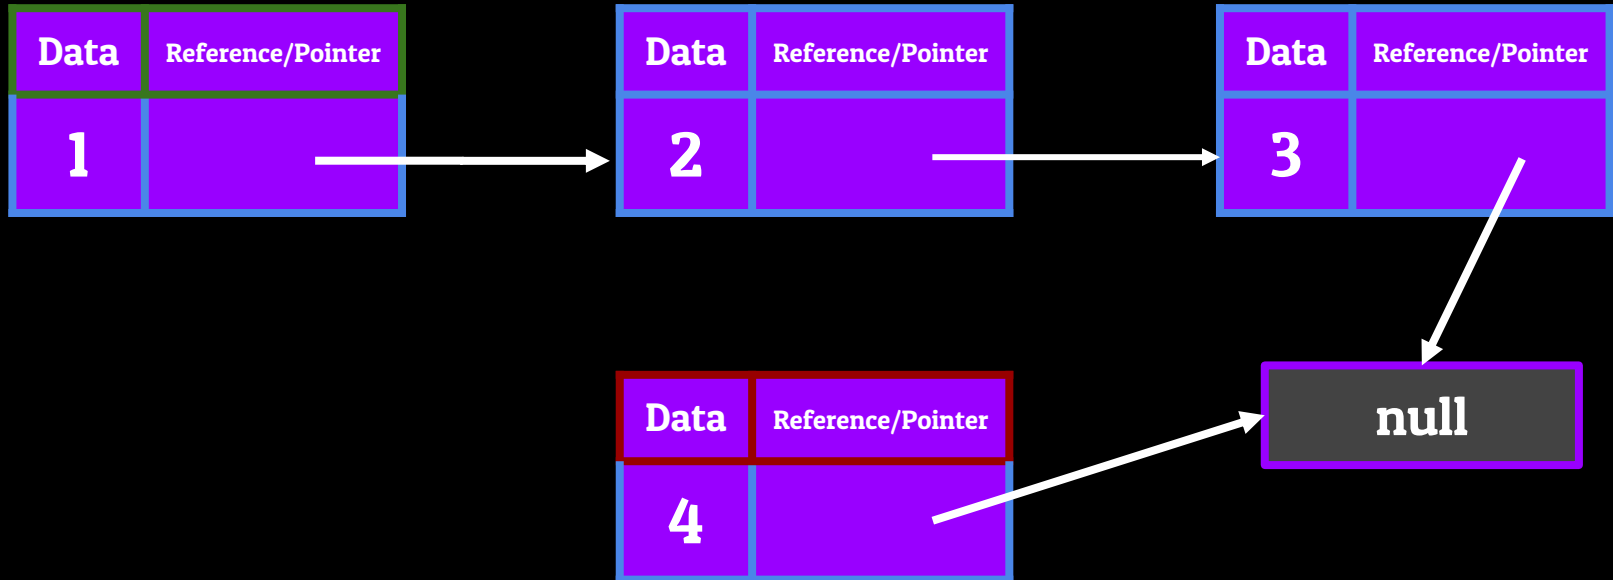 Data Reference/Pointer
1
Data Reference/Pointer
2
Data Reference/Pointer
3
Data Reference/Pointer
4
null